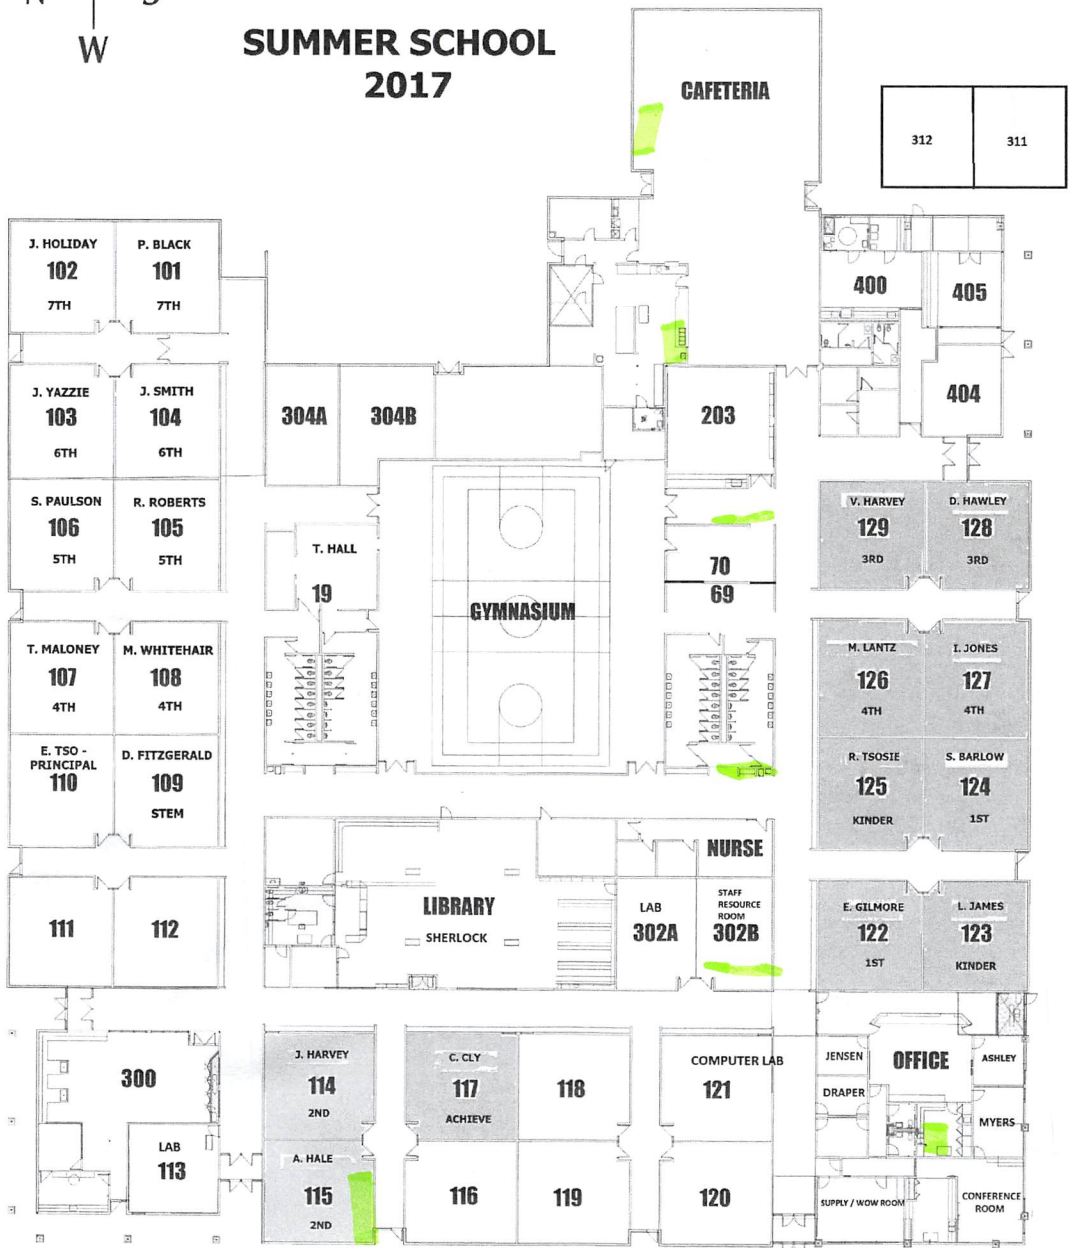 N
S
W
SUMMER SCHOOL
2017
CAFETERIA
312
311
J. HOLIDAY
102
7TH
P. BLACK
101
7TH
400
405
J. YAZZIE
103
6TH
J. SMITH
104
6TH
304A
304B
203
404
S. PAULSON
106
5TH
R. ROBERTS
105
5TH
T. HALL
19
GYMNASIUM
70
69
V. HARVEY
129
3RD
D. HAWLEY
128
3RD
T. MALONEY
107
4TH
M. WHITEHAIR
108
4TH
M. LANTZ
126
4TH
I. JONES
127
4TH
E. TSO -
PRINCIPAL
110
D. FITZGERALD
109
STEM
R. TSOSIE
125
KINDER
S. BARLOW
124
1ST
111
112
LIBRARY
SHERLOCK
NURSE
LAB
302A
STAFF
RESOURCE
ROOM
302B
E. GILMORE
122
1ST
L. JAMES
123
KINDER
300
LAB
113
J. HARVEY
114
2ND
C. CLY
117
ACHIEVE
118
COMPUTER LAB
121
JENSEN
DRAPER
OFFICE
ASHLEY
MYERS
A. HALE
115
2ND
116
119
120
SUPPLY / WOW ROOM
CONFERENCE
ROOM